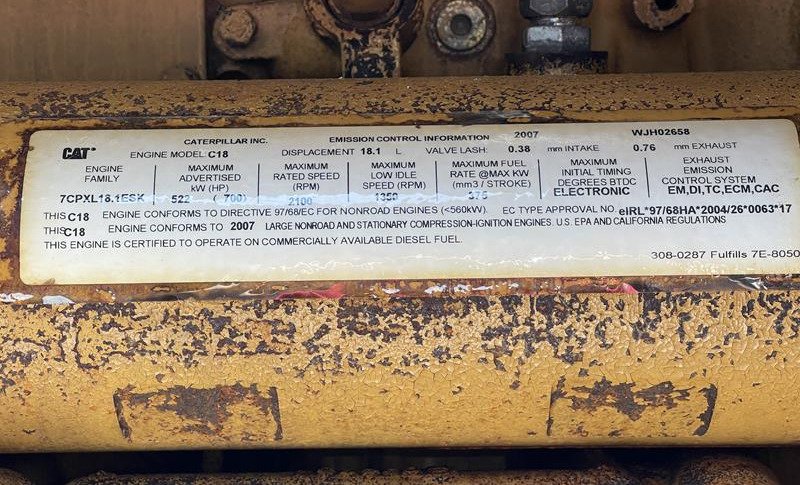 CATERPILLAR INC. EMISSION CONTROL INFORMATION 2007 WJH02658
CAT ENGINE MODEL C18 DISPLACEMENT 18.1 L VALVE LASH: 0.38 mm INTAKE 0.76 mm EXHAUST
ENGINE FAMILY
7CPXL18.1ESK
MAXIMUM ADVERTISED kW (HP)
522 ( 700)
MAXIMUM RATED SPEED (RPM)
2100
MAXIMUM LOW IDLE SPEED (RPM)
1350
MAXIMUM FUEL RATE @MAX KW (mm3 / STROKE)
375
MAXIMUM INITIAL TIMING DEGREES BTDC
ELECTRONIC
EXHAUST EMISSION CONTROL SYSTEM
EM,DI,TC,ECM,CAC
THIS C18 ENGINE CONFORMS TO DIRECTIVE 97/68/EC FOR NONROAD ENGINES (<560kW). EC TYPE APPROVAL NO. eIRL*97/68HA*2004/26*0063*17
THIS C18 ENGINE CONFORMS TO 2007 LARGE NONROAD AND STATIONARY COMPRESSION-IGNITION ENGINES. U.S. EPA AND CALIFORNIA REGULATIONS
THIS ENGINE IS CERTIFIED TO OPERATE ON COMMERCIALLY AVAILABLE DIESEL FUEL.
308-0287 Fulfills 7E-8050